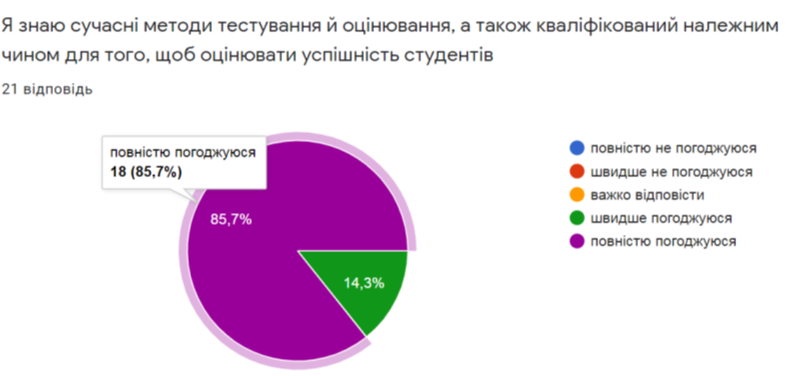 Я знаю сучасні методи тестування й оцінювання, а також кваліфікований належним
чином для того, щоб оцінювати успішність студентів
21 відповідь
повністю погоджуюся
18 (85,7%)
85,7%
14,3%
повністю не погоджуюся
швидше не погоджуюся
важко відповісти
швидше погоджуюся
повністю погоджуюся